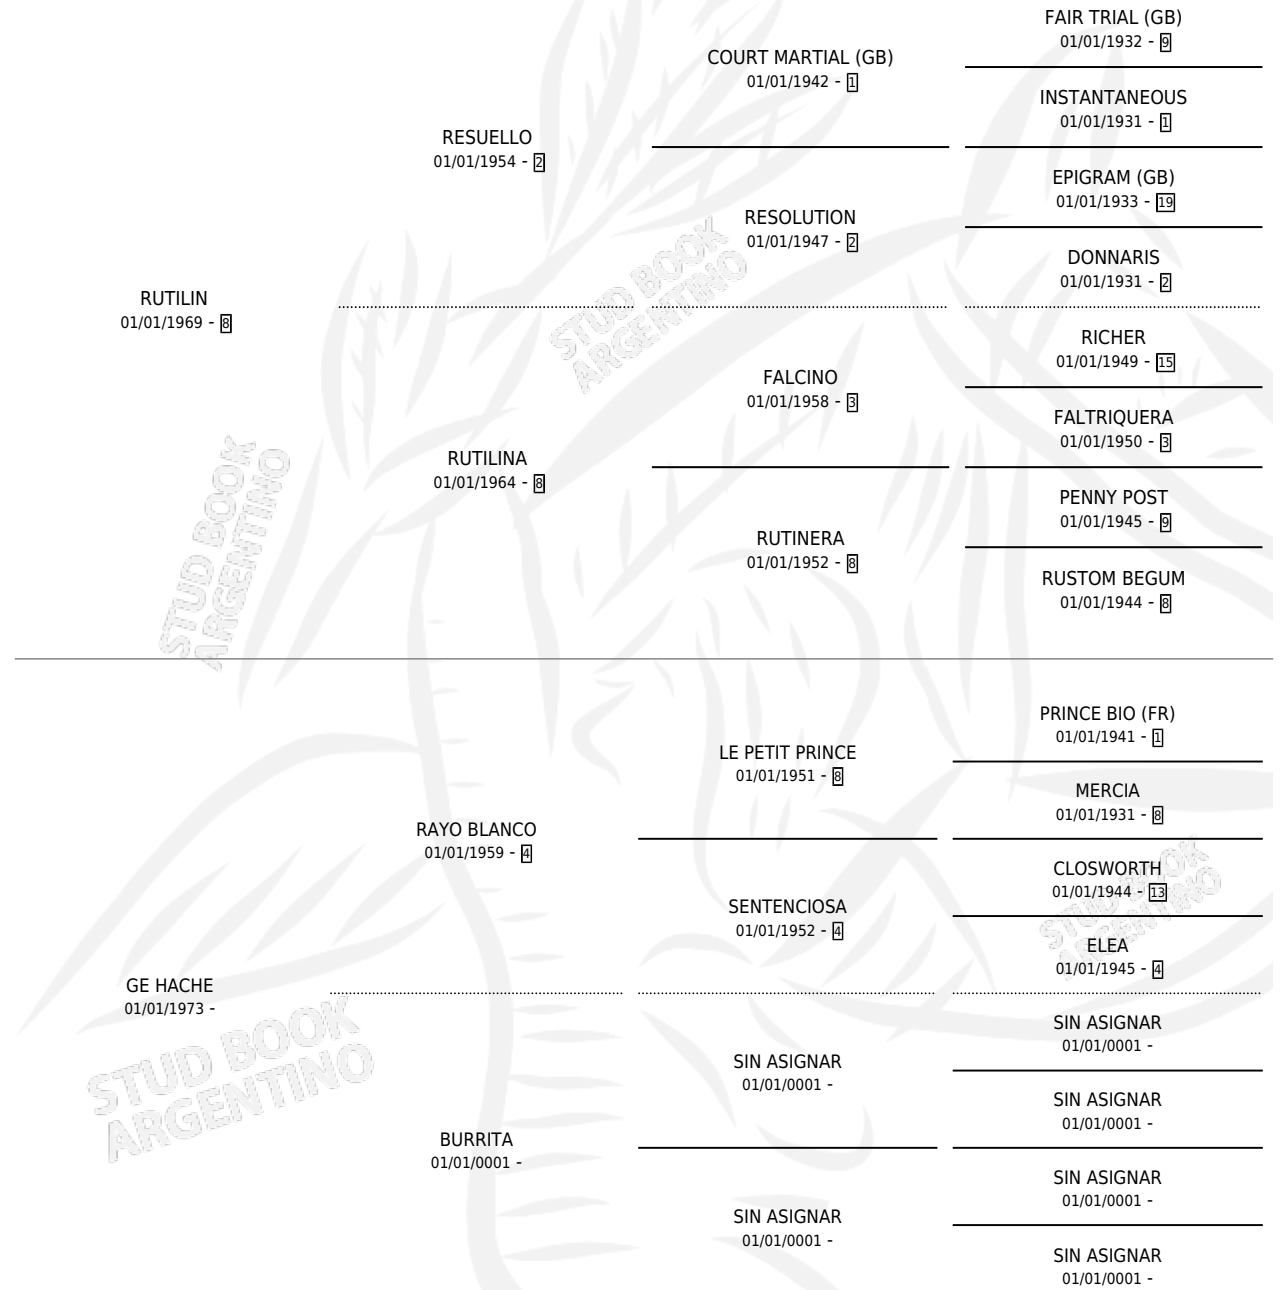 FAIR TRIAL (GB)
01/01/1932 - 9
COURT MARTIAL (GB)
01/01/1942 - 1
INSTANTANEOUS
01/01/1931 - 1
RESUELLO
01/01/1954 - 2
EPIGRAM (GB)
01/01/1933 - 19
RESOLUTION
01/01/1947 - 2
DONNARIS
01/01/1931 - 2
RUTILIN
01/01/1969 - 8
RICHER
01/01/1949 - 15
FALCINO
01/01/1958 - 3
FALTRIQUERA
01/01/1950 - 3
RUTILINA
01/01/1964 - 8
PENNY POST
01/01/1945 - 9
RUTINERA
01/01/1952 - 8
RUSTOM BEGUM
01/01/1944 - 8
PRINCE BIO (FR)
01/01/1941 - 1
LE PETIT PRINCE
01/01/1951 - 8
MERCIA
01/01/1931 - 8
RAYO BLANCO
01/01/1959 - 4
CLOSWORTH
01/01/1944 - 13
SENTENCIOSA
01/01/1952 - 4
ELEA
01/01/1945 - 4
GE HACHE
01/01/1973 -
SIN ASIGNAR
01/01/0001 -
SIN ASIGNAR
01/01/0001 -
SIN ASIGNAR
01/01/0001 -
BURRITA
01/01/0001 -
SIN ASIGNAR
01/01/0001 -
SIN ASIGNAR
01/01/0001 -
SIN ASIGNAR
01/01/0001 -
STUD BOOK
ARGENTINO
STUD BOOK
ARGENTINO
STUD BOOK
ARGENTINO
STUD BOOK
ARGENTINO